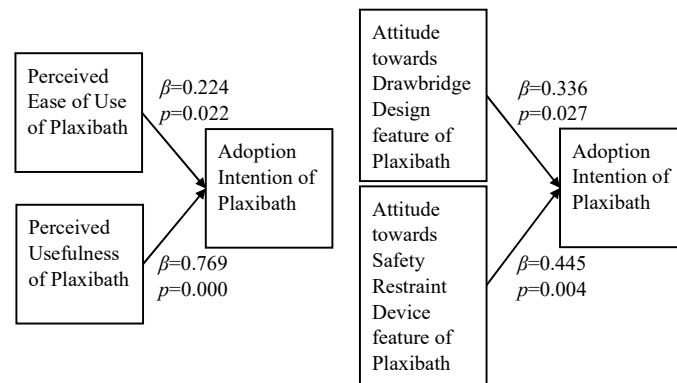 Perceived
Ease of Use
of Plaxibath
β=0.224
p=0.022
Adoption
Intention of
Plaxibath
Perceived
Usefulness
of Plaxibath
β=0.769
p=0.000
Attitude
towards
Drawbridge
Design
feature of
Plaxibath
β=0.336
p=0.027
Adoption
Intention of
Plaxibath
Attitude
towards
Safety
Restraint
Device
feature of
Plaxibath
β=0.445
p=0.004